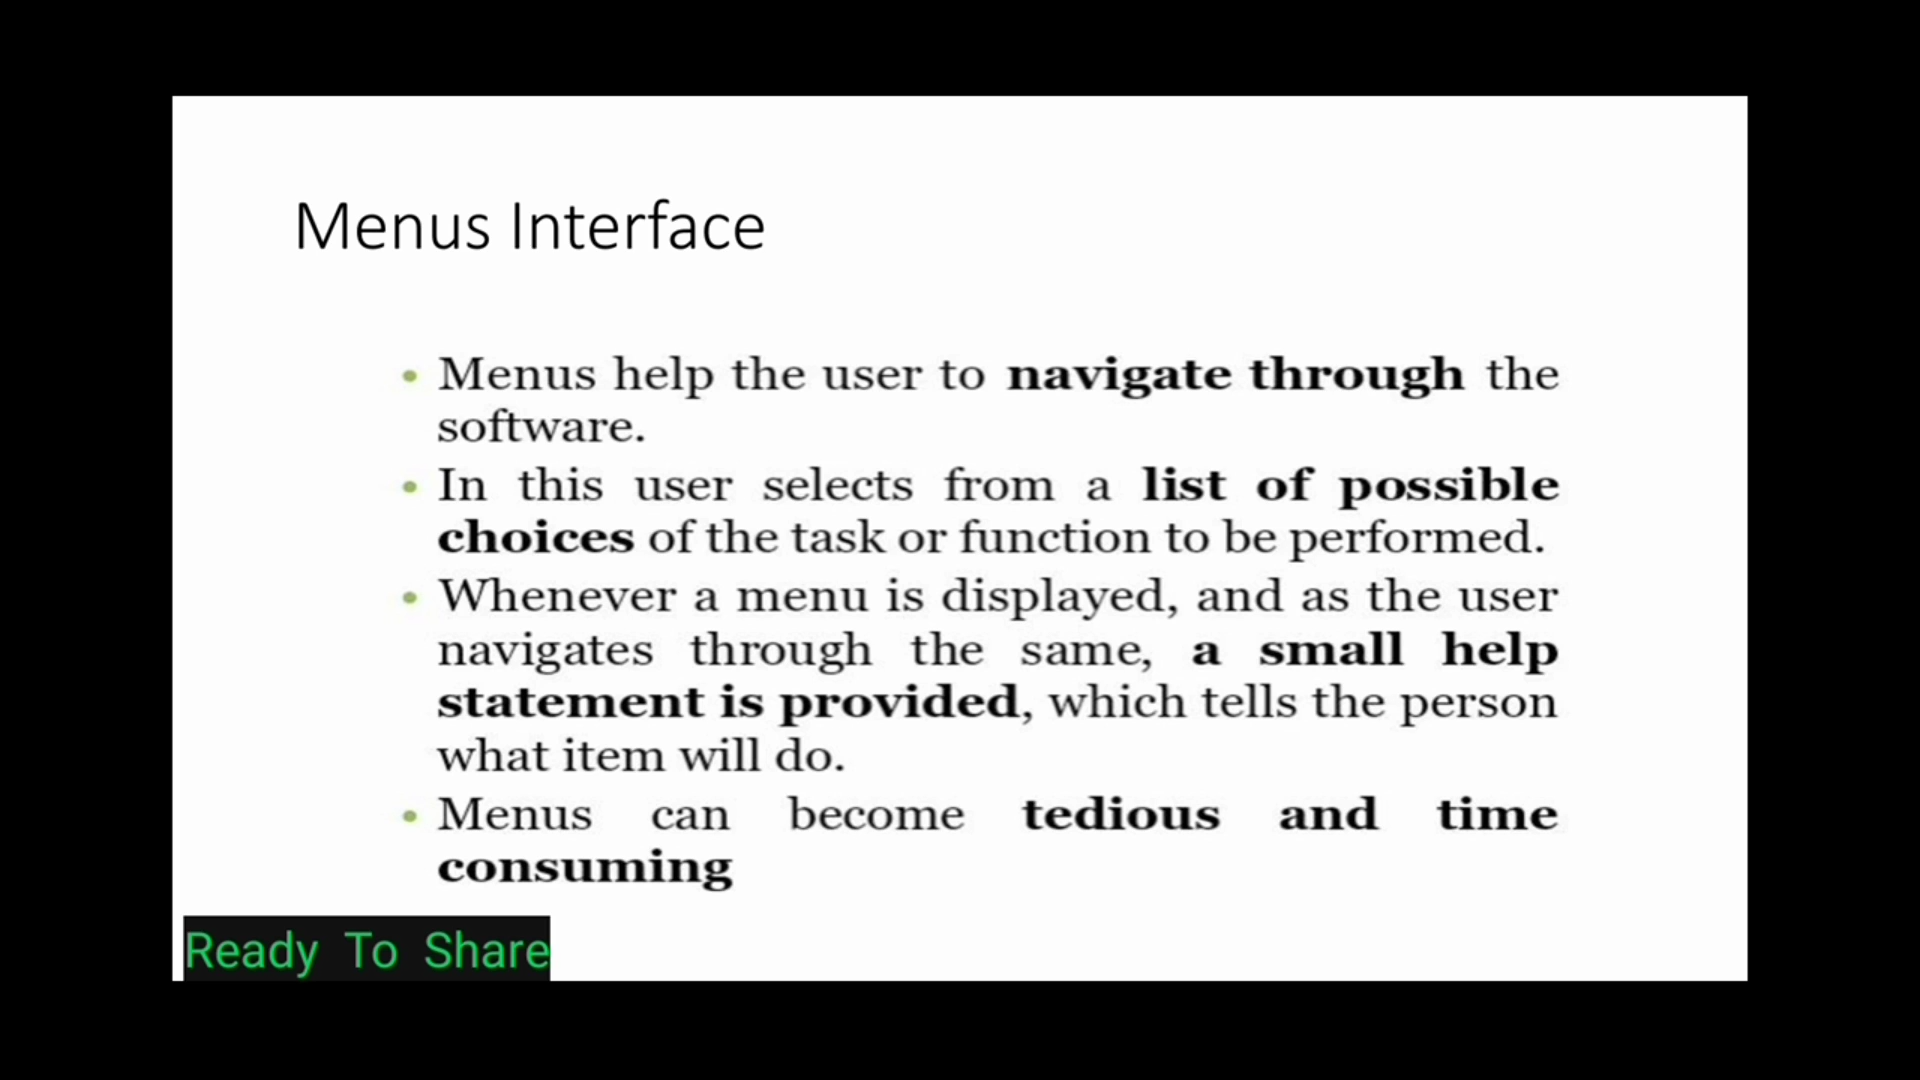 Menus Interface
• Menus help the user to navigate through the
software.
• In this user selects from a list of possible
choices of the task or function to be performed.
• Whenever a menu is displayed, and as the user
navigates through the same, a small help
statement is provided, which tells the person
what item will do.
• Menus can become tedious and time
consuming
Ready To Share